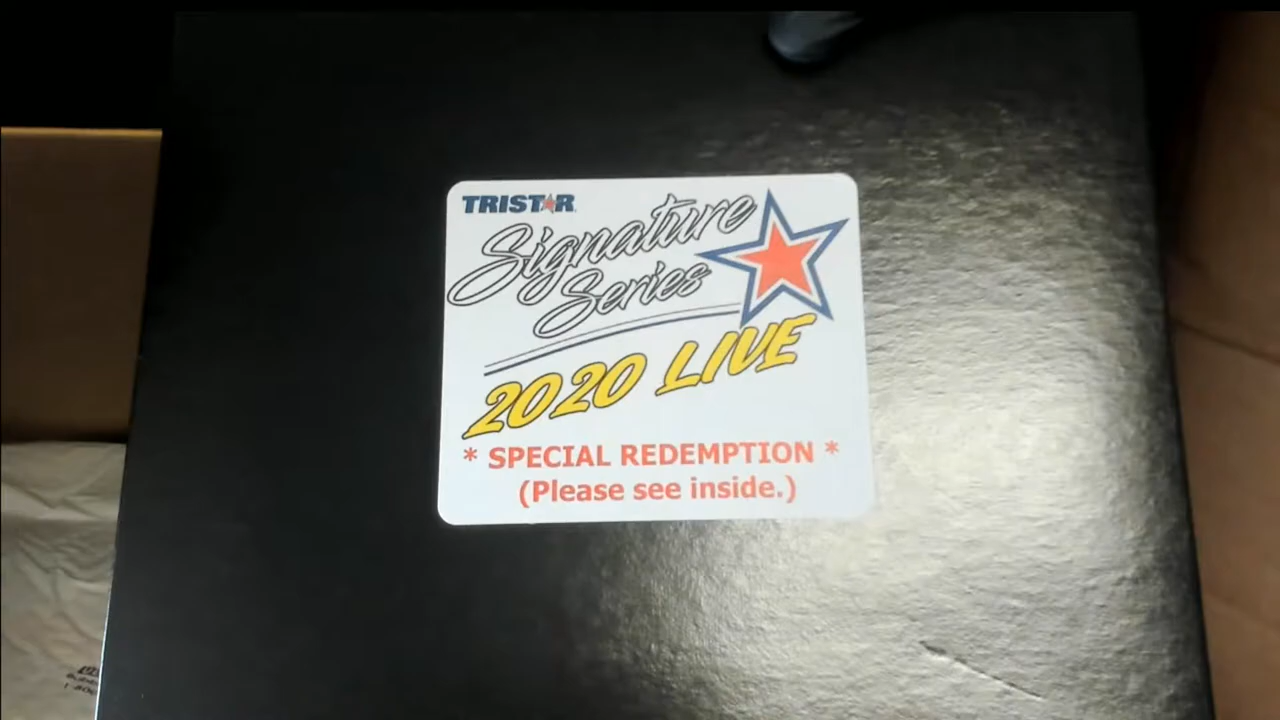 TRISTAR
Signature
Series
2020 LIVE
* SPECIAL REDEMPTION *
(Please see inside.)